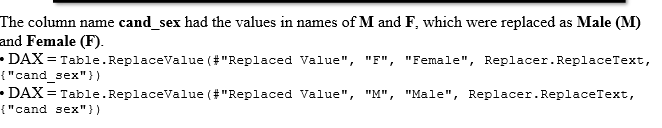 The column name cand_sex had the values in names of M and F, which were replaced as Male (M)
and Female (F).
• DAX = Table.ReplaceValue(#"Replaced Value", "F", "Female", Replacer.ReplaceText,
{"cand_sex"})
• DAX = Table.ReplaceValue(#"Replaced Value", "M", "Male", Replacer.ReplaceText,
{"cand sex"})